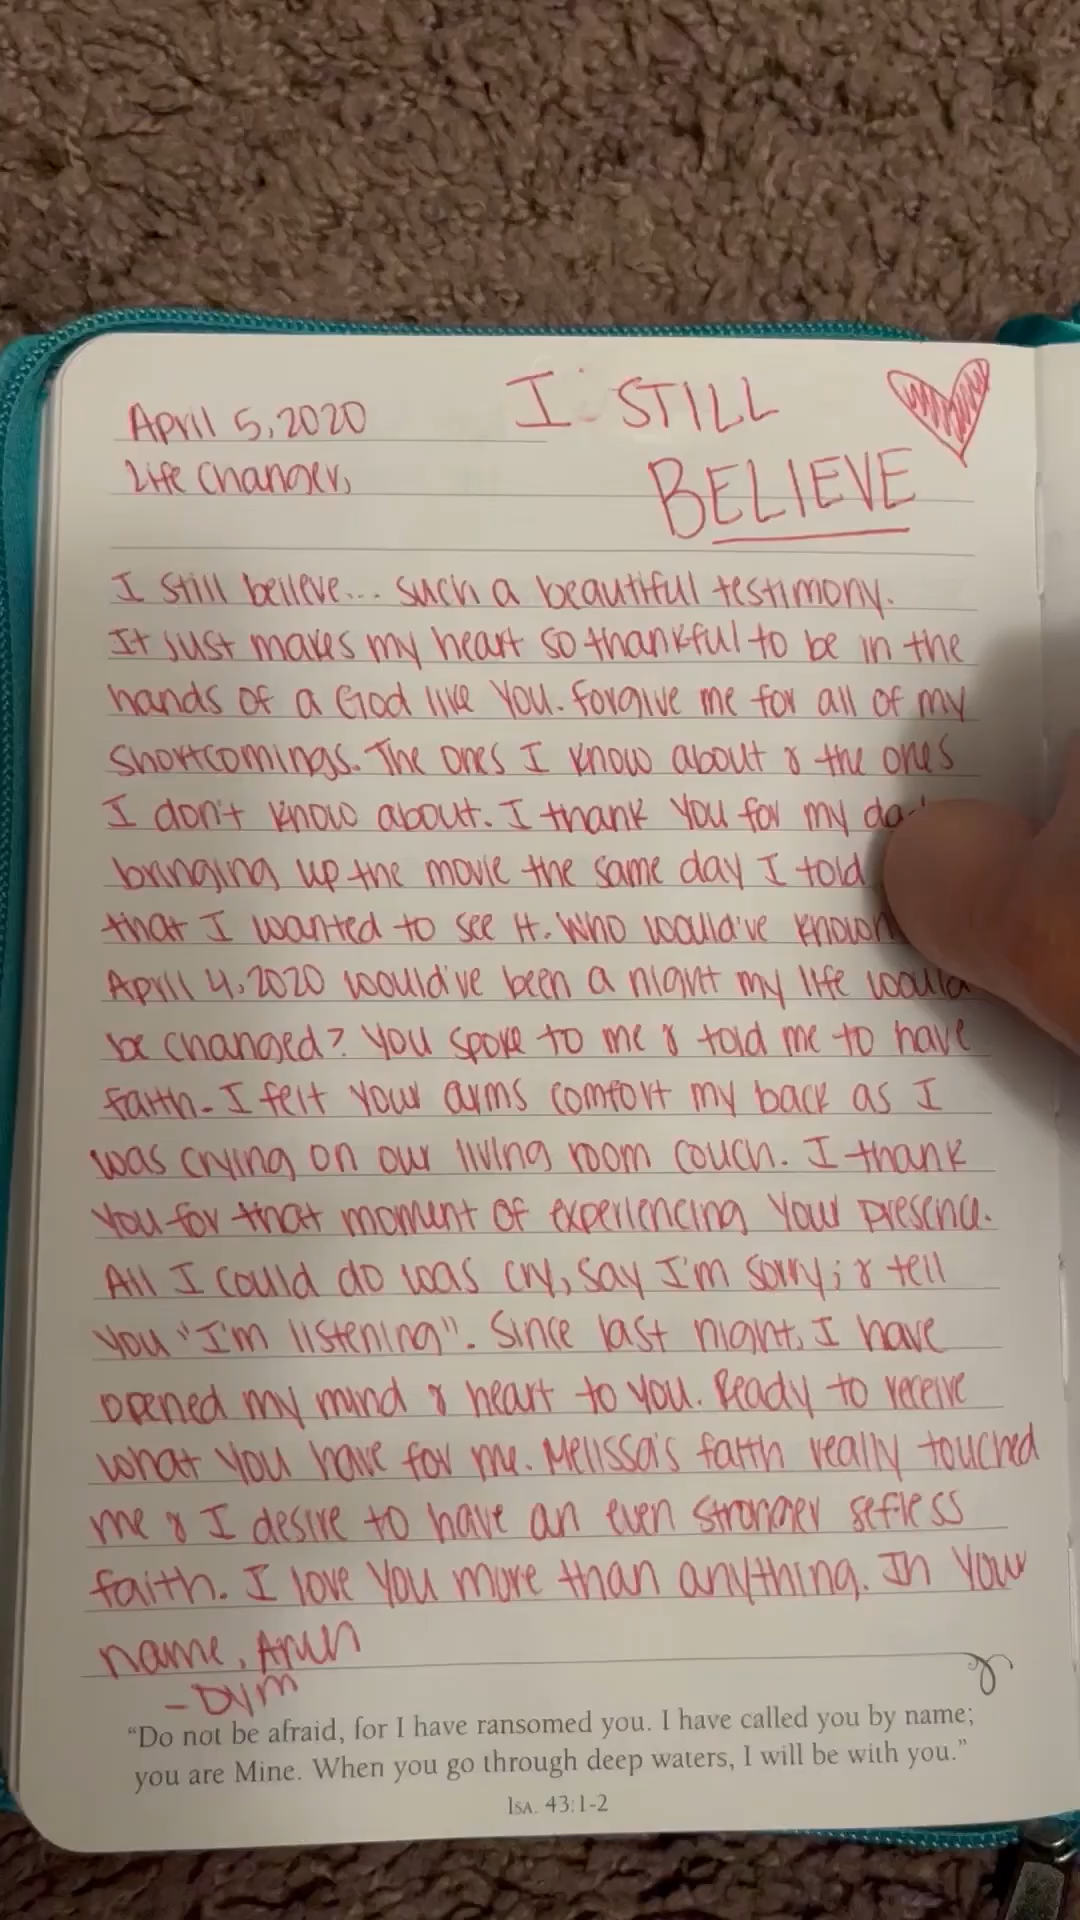 April 5, 2020
I STILL
Life Changer,
BELIEVE
I still believe... such a beautiful testimony.
It just makes my heart so thankful to be in the
hands of a God like You. Forgive me for all of my
shortcomings. The ones I know about & the ones
I don't know about. I thank You for my
bringing up the movie the same day I told
that I wanted to see it. Who would've known
April 4, 2020 would've been a night my life would
be changed? You spoke to me & told me to have
faith. I felt Your arms comfort my back as I
was crying on our living room couch. I thank
You for that moment of experiencing Your presence.
All I could do was cry, say I'm sorry; & tell
You "I'm listening". Since last night, I have
opened my mind & heart to You. Ready to receive
what You have for me. Melissa's faith really touched
me & I desire to have an even stronger sefless
faith. I love You more than anything. In Your
name, Amen
- Dym
“Do not be afraid, for I have ransomed you. I have called you by name;
you are Mine. When you go through deep waters, I will be with you.”
Isa. 43:1-2